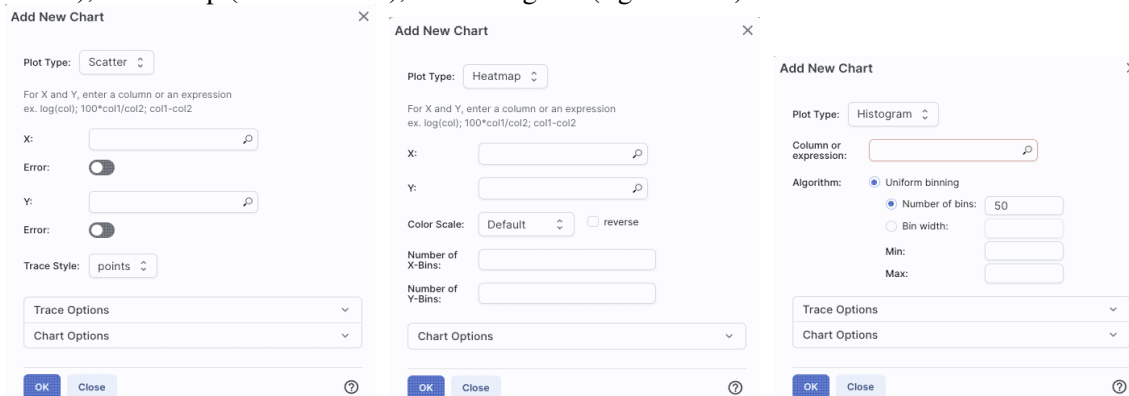 Add New Chart
Plot Type: Scatter
For X and Y, enter a column or an expression
ex. log(col); 100*col1/col2; col1-col2
X:
Error:
Y:
Error:
Trace Style: points
Trace Options
Chart Options
OK Close
Add New Chart
Plot Type: Heatmap
For X and Y, enter a column or an expression
ex. log(col); 100*col1/col2; col1-col2
X:
Y:
Color Scale: Default reverse
Number of
X-Bins:
Number of
Y-Bins:
Chart Options
OK Close
Add New Chart
Plot Type: Histogram
Column or
expression:
Algorithm: Uniform binning
Number of bins: 50
Bin width:
Min:
Max:
Trace Options
Chart Options
OK Close